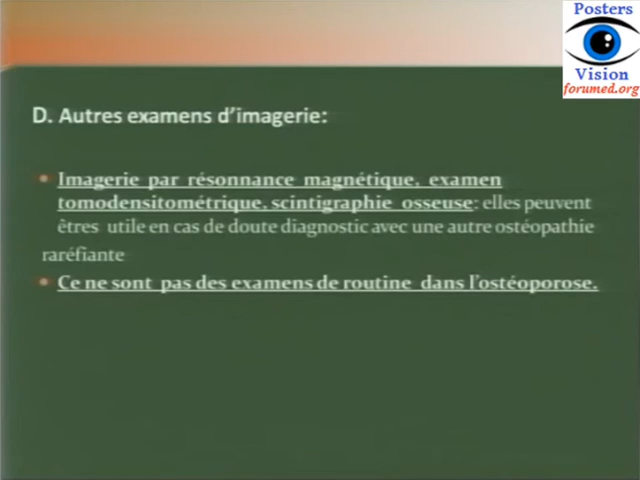 Posters
Vision
forumed.org
D. Autres examens d'imagerie:
• Imagerie par résonnance magnétique, examen
tomodensitométrique, scintigraphie osseuse: elles peuvent
êtres utile en cas de doute diagnostic avec une autre ostéopathie
raréfiante
• Ce ne sont pas des examens de routine dans l'ostéoporose.